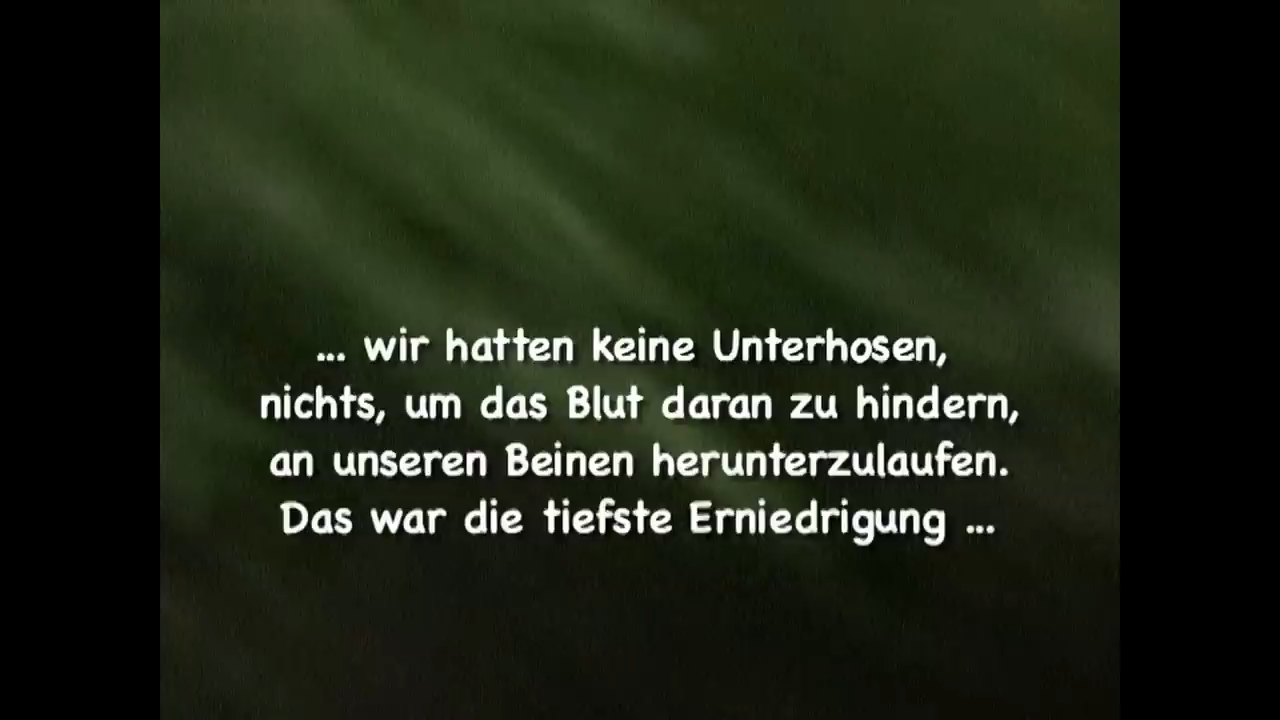 ... wir hatten keine Unterhosen,
nichts, um das Blut daran zu hindern,
an unseren Beinen herunterzulaufen.
Das war die tiefste Erniedrigung ...